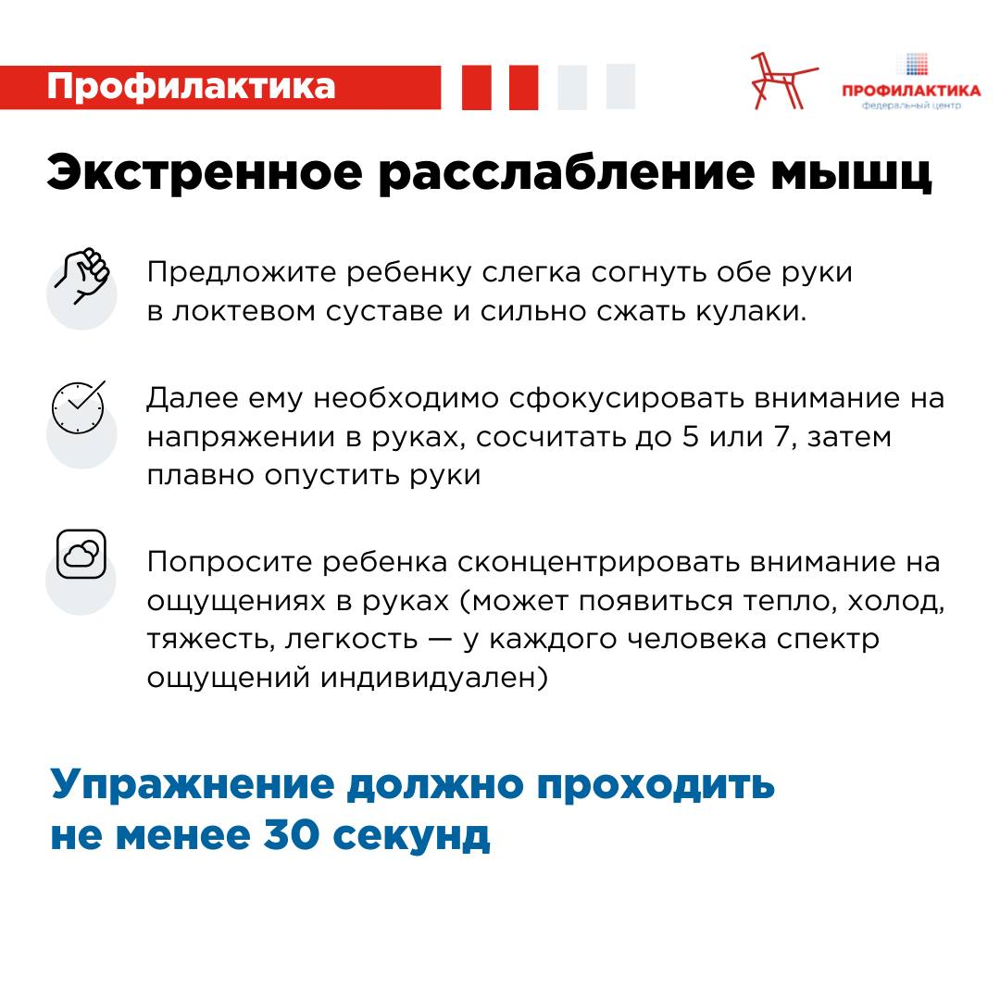 Профилактика
ПРОФИЛАКТИКА
федеральный центр
Экстренное расслабление мышц
Предложите ребенку слегка согнуть обе руки
в локтевом суставе и сильно сжать кулаки.
Далее ему необходимо сфокусировать внимание на
напряжении в руках, сосчитать до 5 или 7, затем
плавно опустить руки
Попросите ребенка сконцентрировать внимание на
ощущениях в руках (может появиться тепло, холод,
тяжесть, легкость — у каждого человека спектр
ощущений индивидуален)
Упражнение должно проходить
не менее 30 секунд